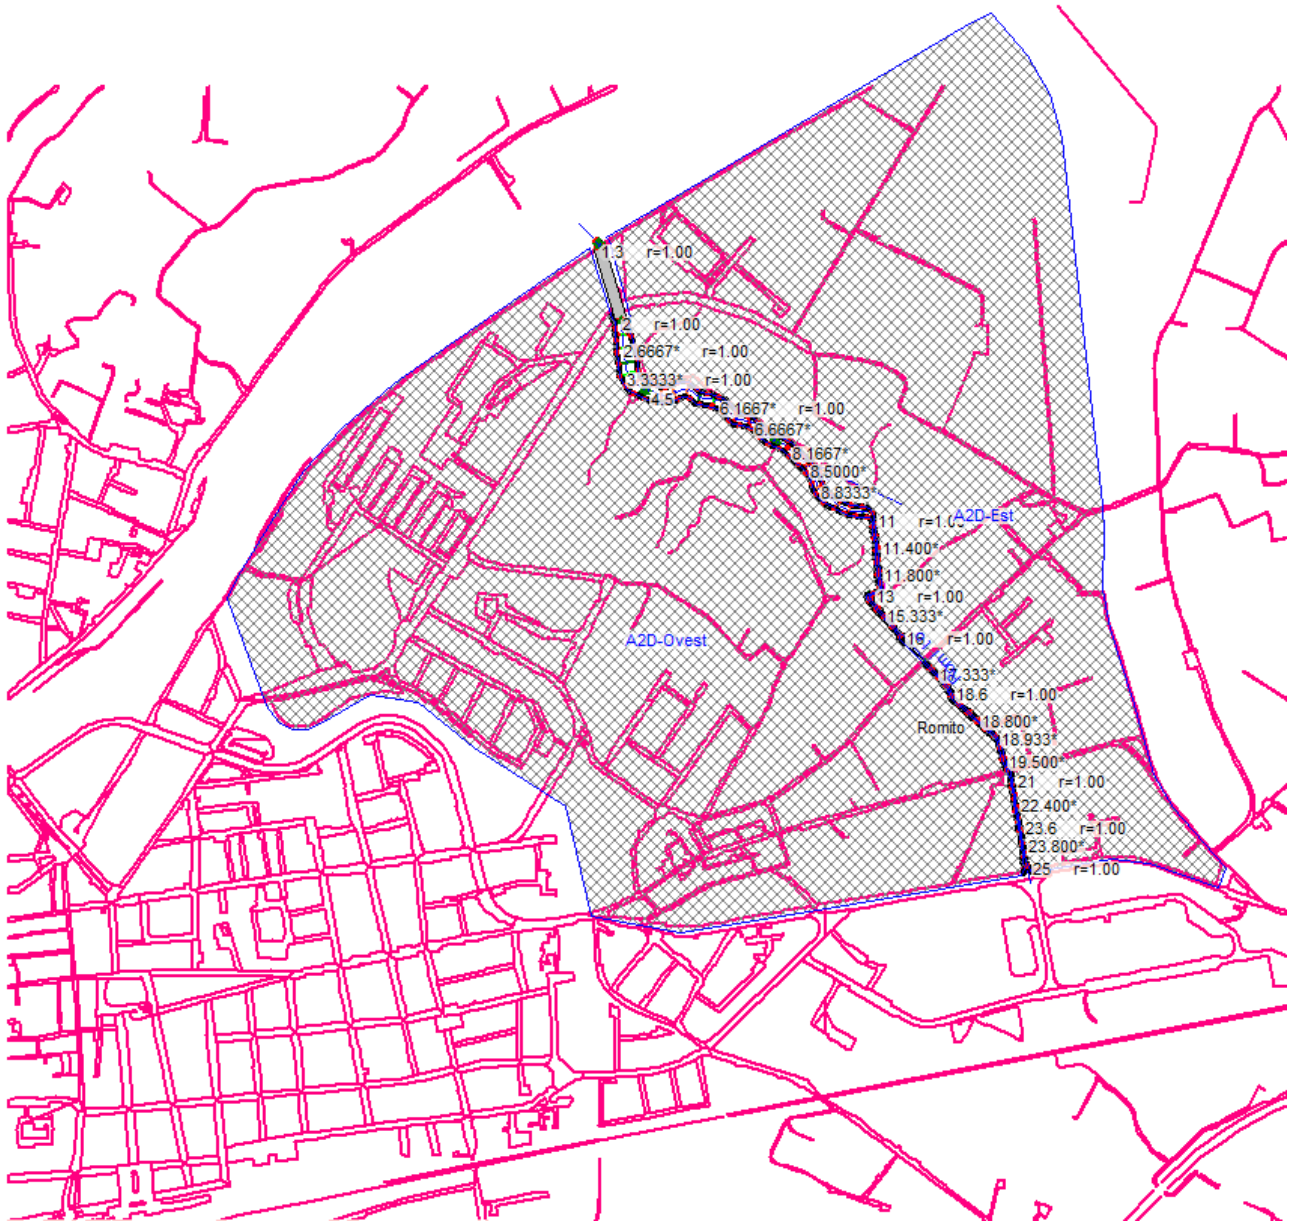 1.3 r=1.00
2 r=1.00
2.6667* r=1.00
3.3333* r=1.00
4.5
6.1667* r=1.00
6.6667*
8.1667*
8.5000*
8.8333*
11 r=1.00
A2D-Est
11.400*
11.800*
13 r=1.00
15.333*
16 r=1.00
A2D-Ovest
17.333*
18.6 r=1.00
18.800*
Romito
18.933*
19.500*
21 r=1.00
22.400*
23.6 r=1.00
23.800*
25 r=1.00